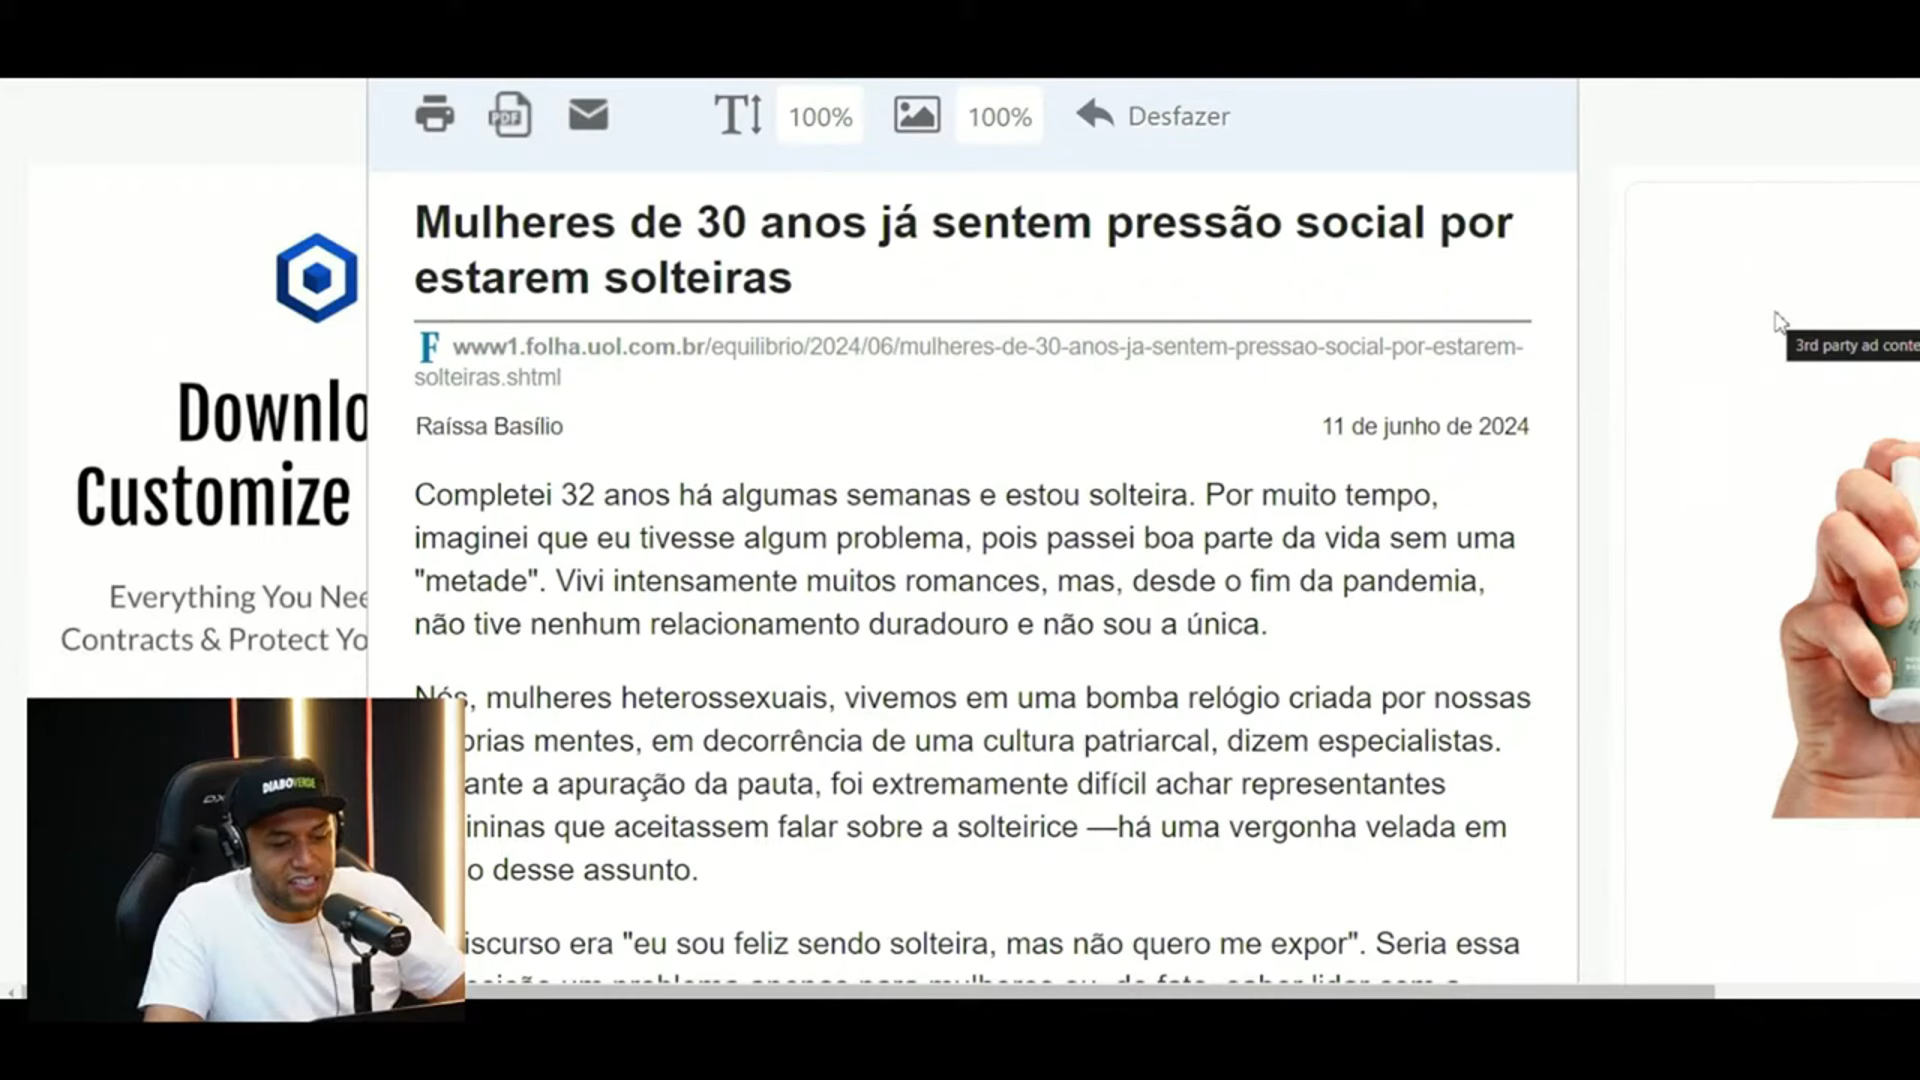 100%
100%
Desfazer
Mulheres de 30 anos já sentem pressão social por
estarem solteiras
F www1.folha.uol.com.br/equilibrio/2024/06/mulheres-de-30-anos-ja-sentem-pressao-social-por-estarem-
solteiras.shtml
Raíssa Basílio
11 de junho de 2024
Completei 32 anos há algumas semanas e estou solteira. Por muito tempo,
imaginei que eu tivesse algum problema, pois passei boa parte da vida sem uma
"metade". Vivi intensamente muitos romances, mas, desde o fim da pandemia,
não tive nenhum relacionamento duradouro e não sou a única.
Nós, mulheres heterossexuais, vivemos em uma bomba relógio criada por nossas
mentes, em decorrência de uma cultura patriarcal, dizem especialistas.
a apuração da pauta, foi extremamente difícil achar representantes
que aceitassem falar sobre a solteirice —há uma vergonha velada em
desse assunto.
era "eu sou feliz sendo solteira, mas não quero me expor". Seria essa
Downlo
Customize
Everything You Nee
Contracts & Protect Yo
3rd party ad conte
PDF
DIABOVERDE